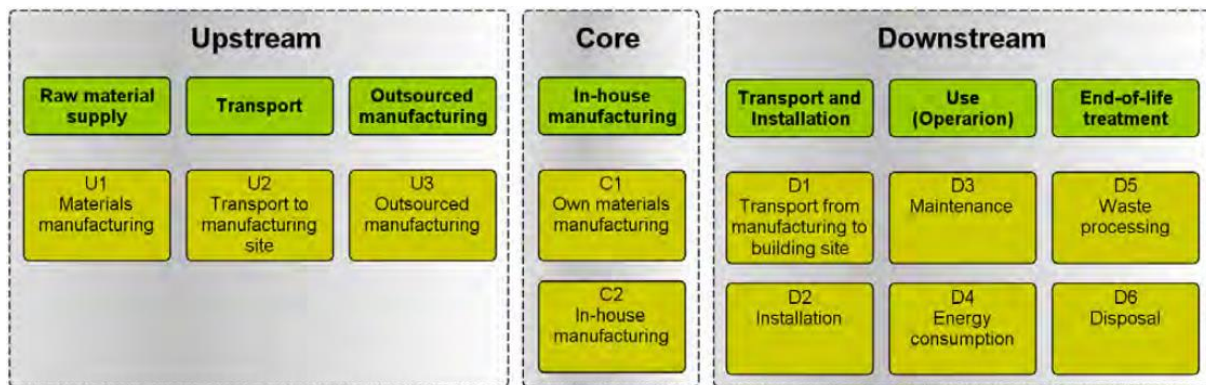 Upstream
Raw material
supply
Transport
Outsourced
manufacturing
U1
Materials
manufacturing
U2
Transport to
manufacturing
site
U3
Outsourced
manufacturing
Core
In-house
manufacturing
C1
Own materials
manufacturing
C2
In-house
manufacturing
Downstream
Transport and
Installation
Use
(Operarion)
End-of-life
treatment
D1
Transport from
manufacturing to
building site
D3
Maintenance
D5
Waste
processing
D2
Installation
D4
Energy
consumption
D6
Disposal